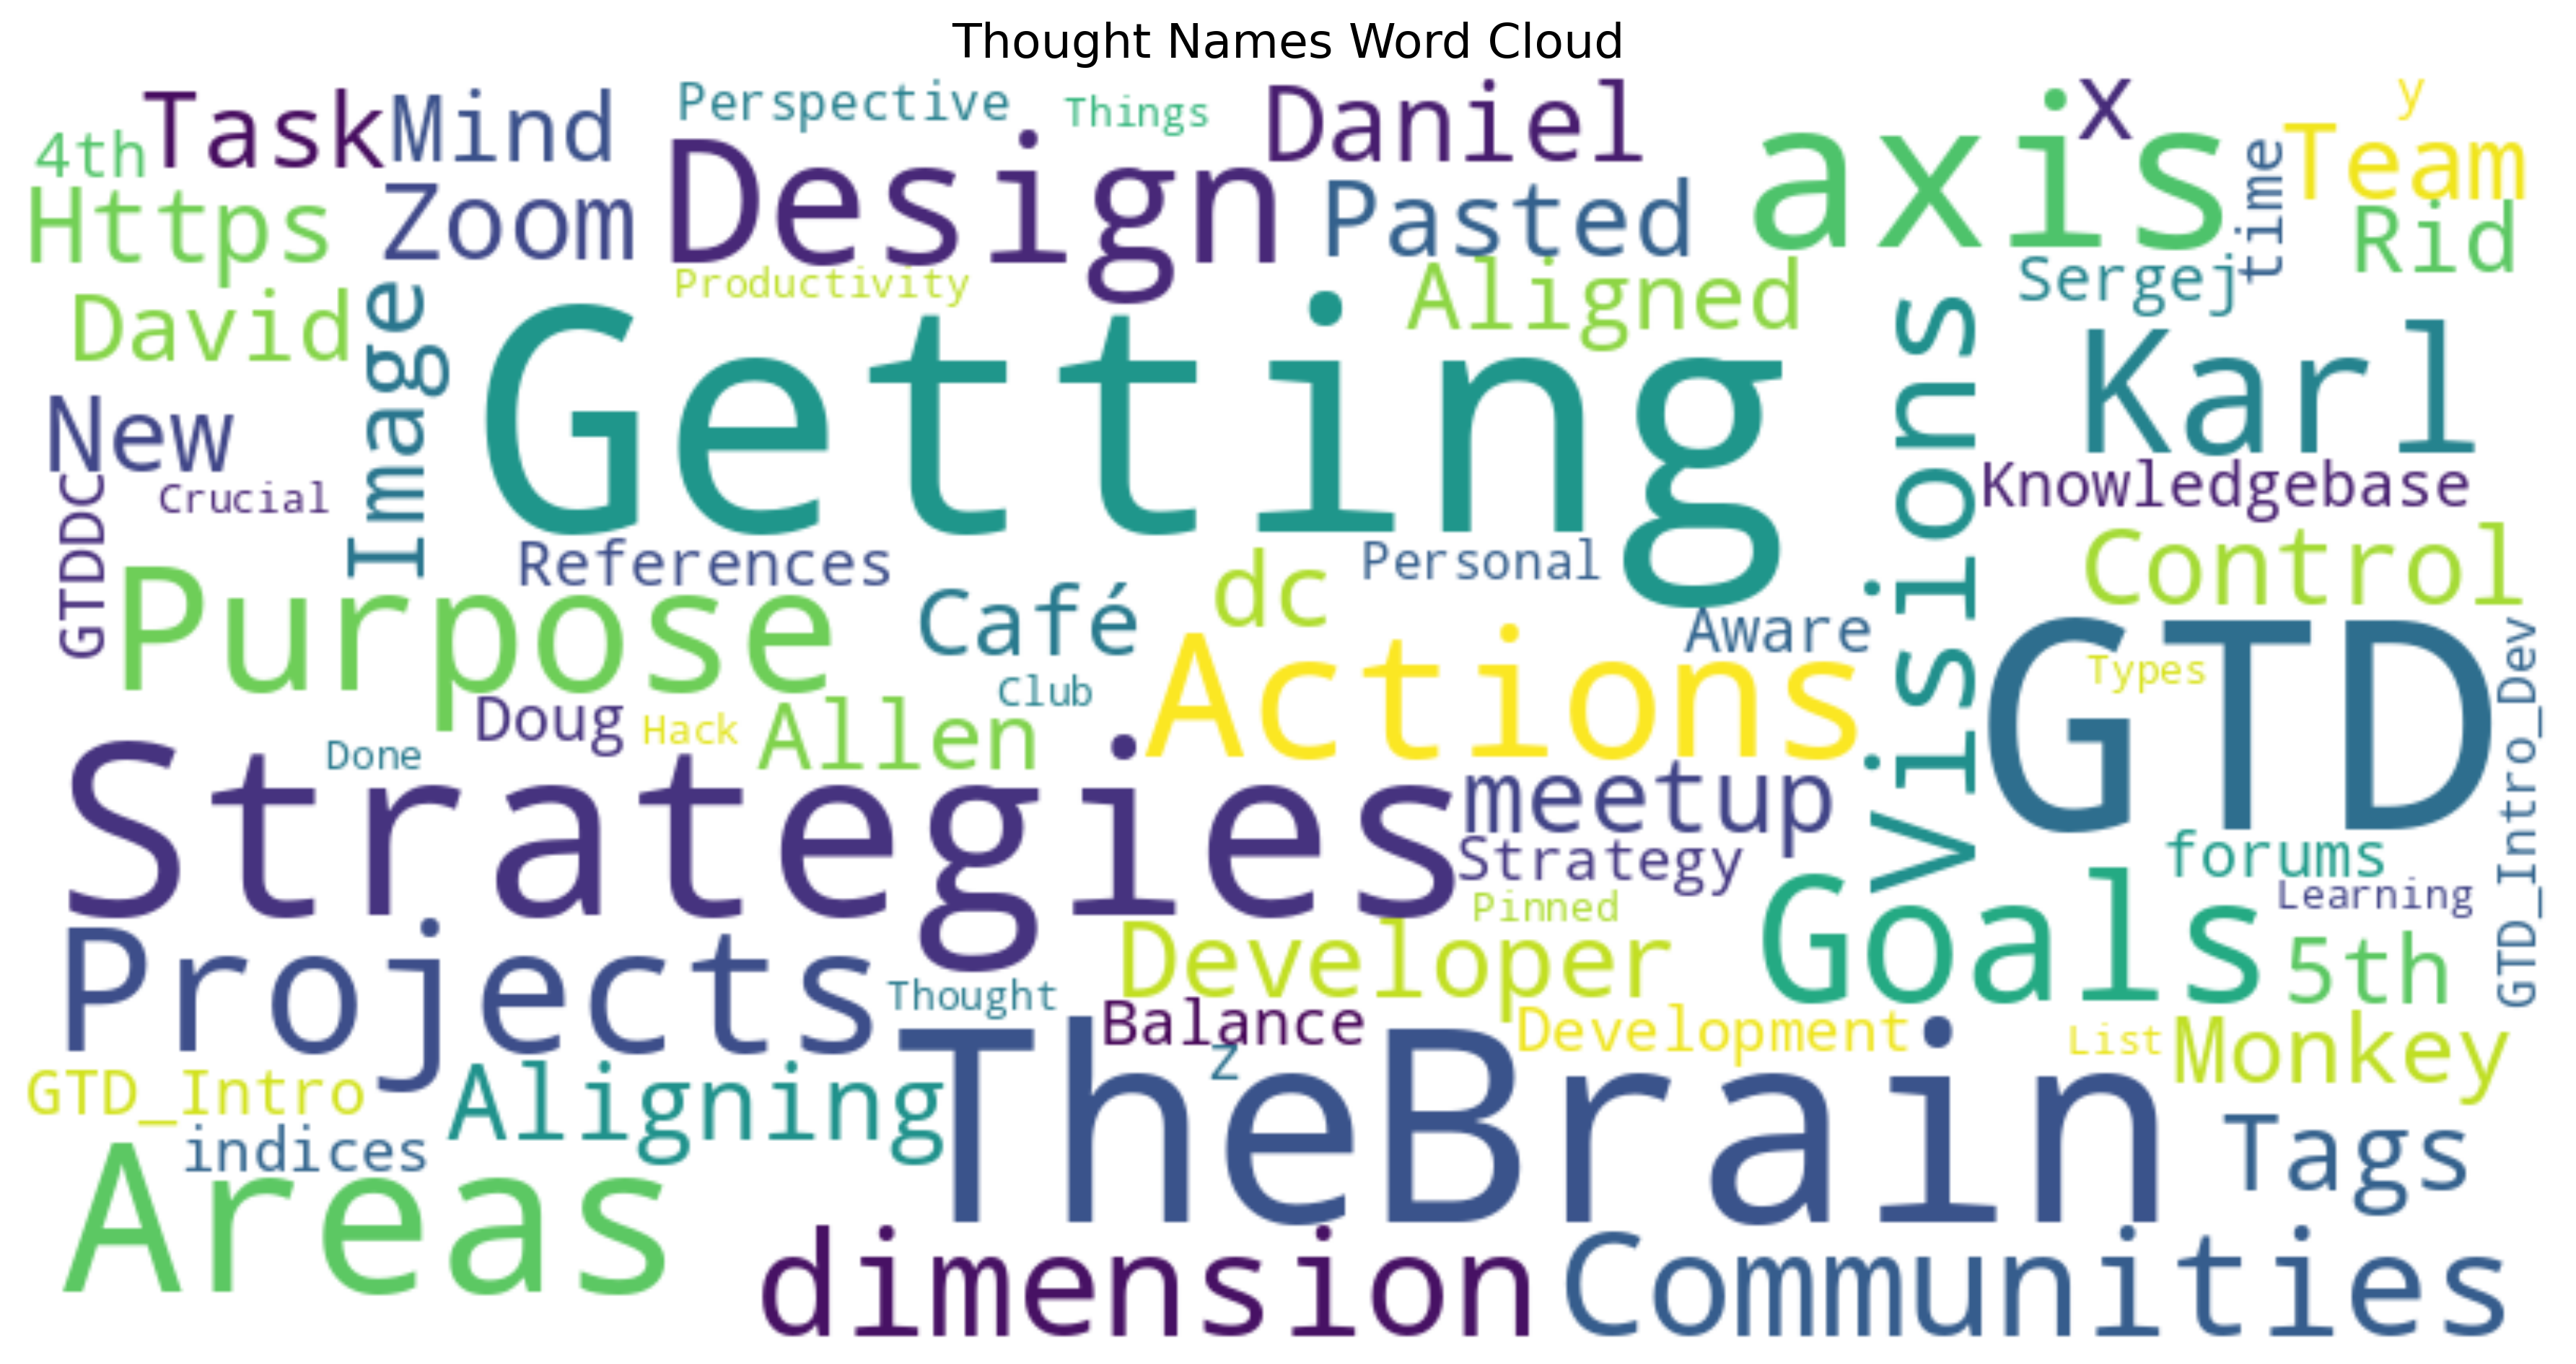 Thought Names Word Cloud
4th
Task
Mind
Perspective
Things
Daniel
axis
x
y
Https
Zoom
Design
Pasted
time
Team
Rid
David
Image
Productivity
Aligned
Sergej
New
Getting
Visions
Karl
Crucial
Knowledgebase
GTDDC
References
Personal
Control
Purpose
Café
dc
Aware
Actions
GTD
Types
GTD_Intro_Dev
Doug
Hack
Allen
Club
Done
Strategies
meetup
Strategy
forums
Pinned
Learning
Goals
Projects
Developer
5th
Thought
Balance
Development
List
Monkey
z
GTD_Intro
Aligning
TheBrain
indices
Tags
Areas
dimension
Communities